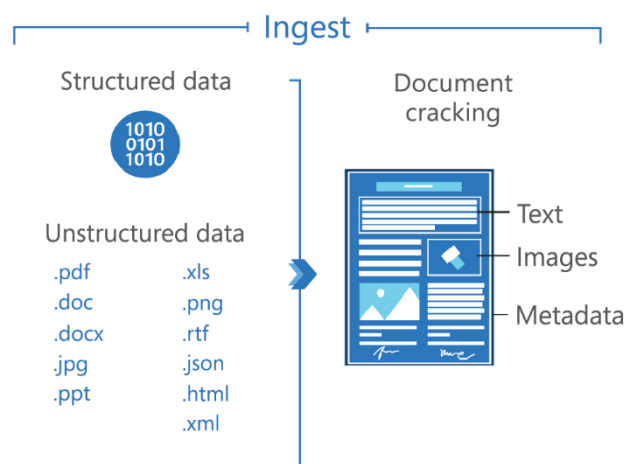 Ingest
Structured data
1010
0101
1010
Unstructured data
.pdf
.doc
.docx
.jpg
.ppt
.xls
.png
.rtf
.json
.html
.xml
Document
cracking
Text
Images
Metadata